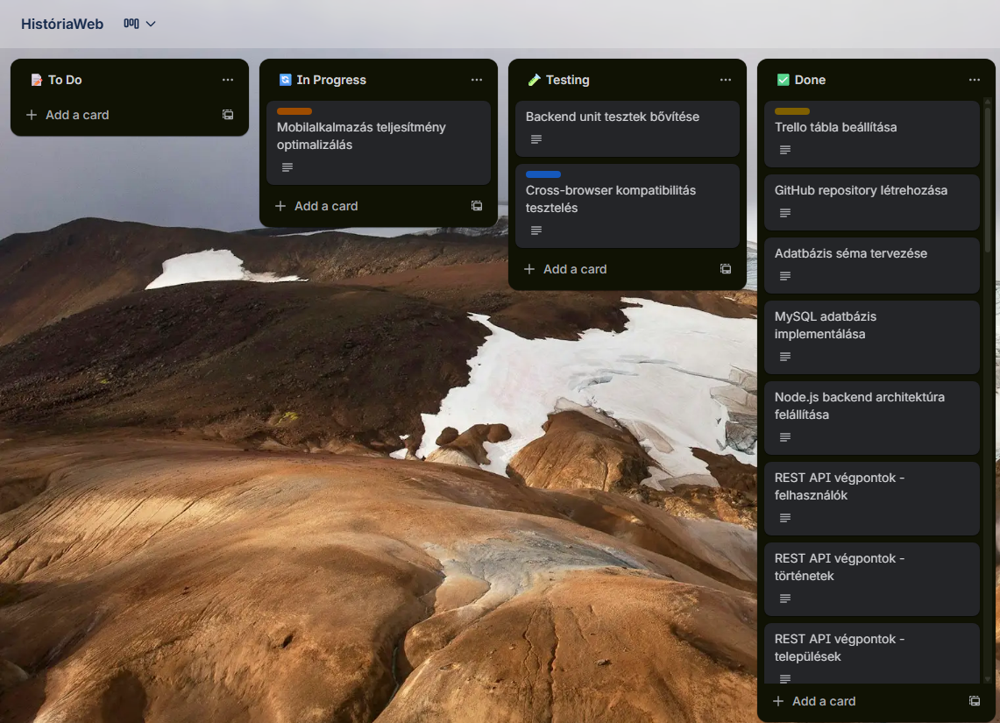 HistóriaWeb
To Do
Add a card
In Progress
Mobilalkalmazás teljesítmény
optimalizálás
Add a card
Testing
Backend unit tesztek bővítése
Cross-browser kompatibilitás
tesztelés
Add a card
Done
Trello tábla beállítása
GitHub repository létrehozása
Adatbázis séma tervezése
MySQL adatbázis
implementálása
Node.js backend architektúra
felállítása
REST API végpontok -
felhasználók
REST API végpontok -
történetek
REST API végpontok -
települések
Add a card